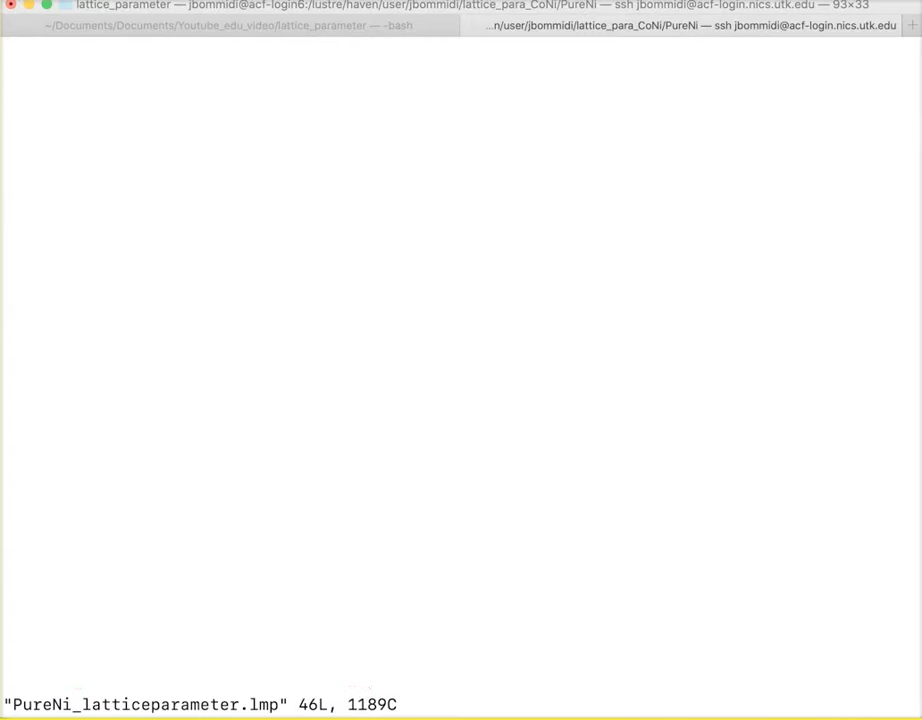 lattice_parameter — jbommidi@acf-login6:/lustre/haven/user/jbommidi/lattice_para_CoNi/PureNi — ssh jbommidi@acf-login.nics.utk.edu — 93×33
~/Documents/Documents/Youtube_edu_video/lattice_parameter — -bash
...n/user/jbommidi/lattice_para_CoNi/PureNi — ssh jbommidi@acf-login.nics.utk.edu
+
"PureNi_latticeparameter.lmp" 46L, 1189C